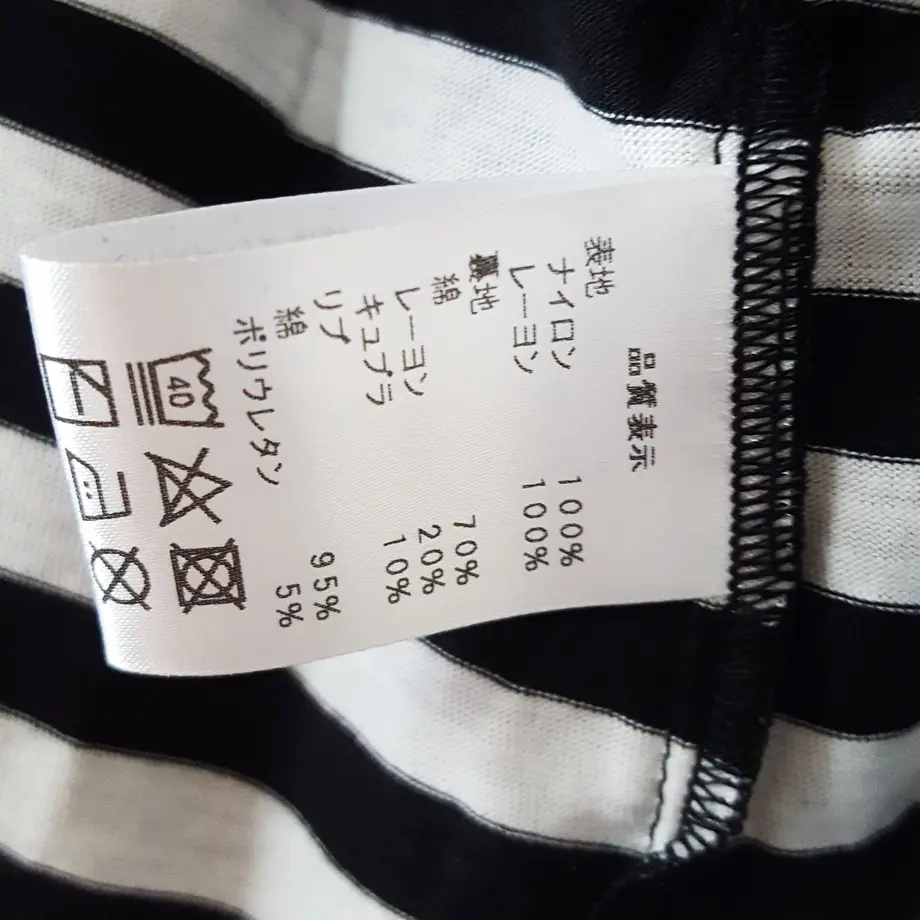 品質表示
表地
ナイロン 100%
レーヨン 100%
裏地
綿 70%
レーヨン 20%
キュプラ 10%
リブ
綿 95%
ポリウレタン 5%
40